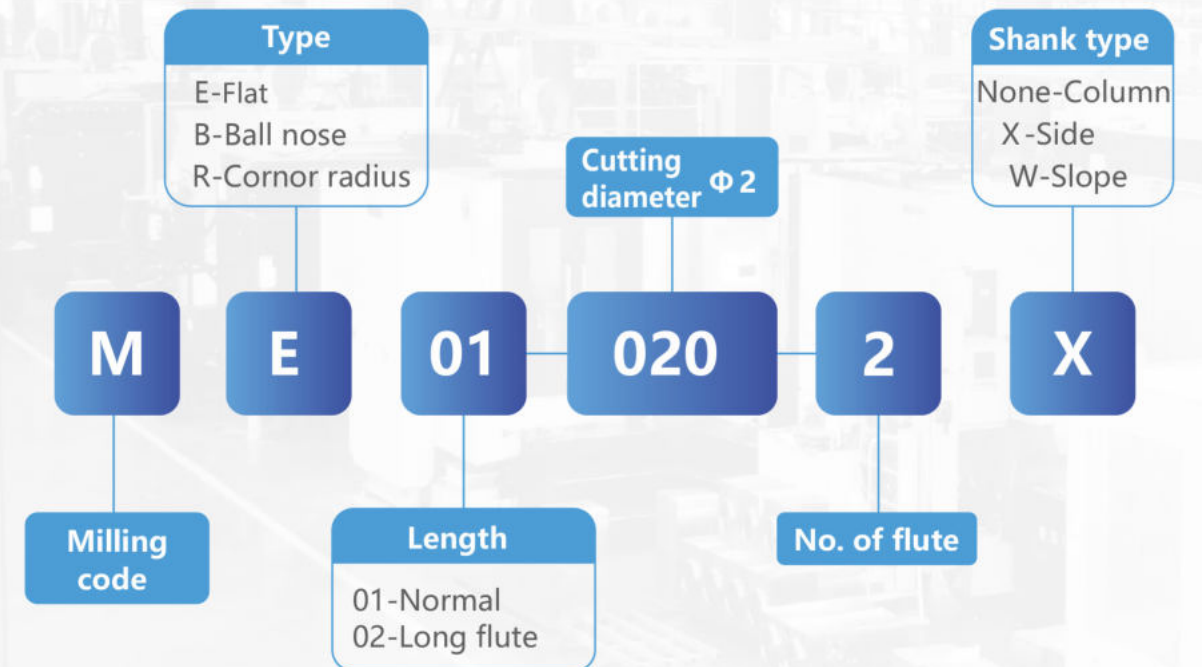 Type
E-Flat
B-Ball nose
R-Cornor radius
Shank type
None-Column
X-Side
W-Slope
Cutting
diameter Φ 2
M E 01 020 2 X
Milling
code
Length
01-Normal
02-Long flute
No. of flute